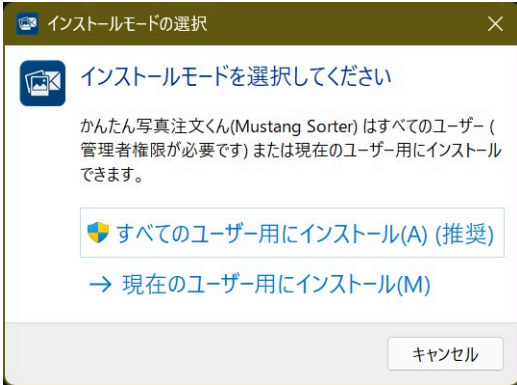 インストールモードの選択
インストールモードを選択してください
かんたん写真注文くん(Mustang Sorter) はすべてのユーザー (
管理者権限が必要です) または現在のユーザー用にインストール
できます。
すべてのユーザー用にインストール(A) (推奨)
→ 現在のユーザー用にインストール(M)
キャンセル